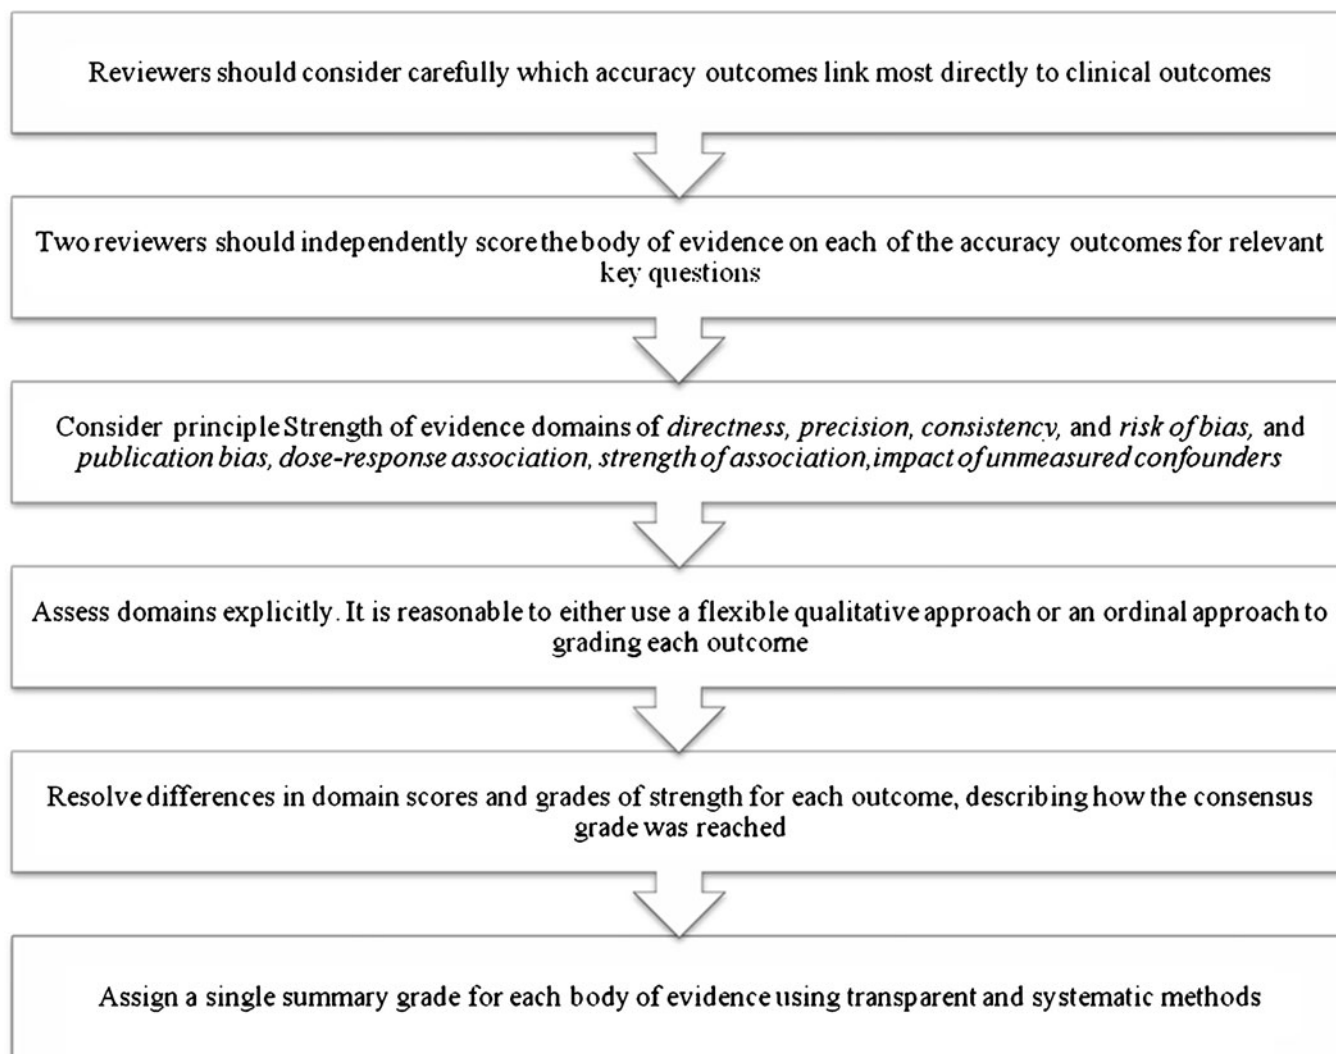 Reviewers should consider carefully which accuracy outcomes link most directly to clinical outcomes
Two reviewers should independently score the body of evidence on each of the accuracy outcomes for relevant
key questions
Consider principle Strength of evidence domains of directness, precision, consistency, and risk of bias, and
publication bias, dose-response association, strength of association, impact of unmeasured confounders
Assess domains explicitly. It is reasonable to either use a flexible qualitative approach or an ordinal approach to
grading each outcome
Resolve differences in domain scores and grades of strength for each outcome, describing how the consensus
grade was reached
Assign a single summary grade for each body of evidence using transparent and systematic methods